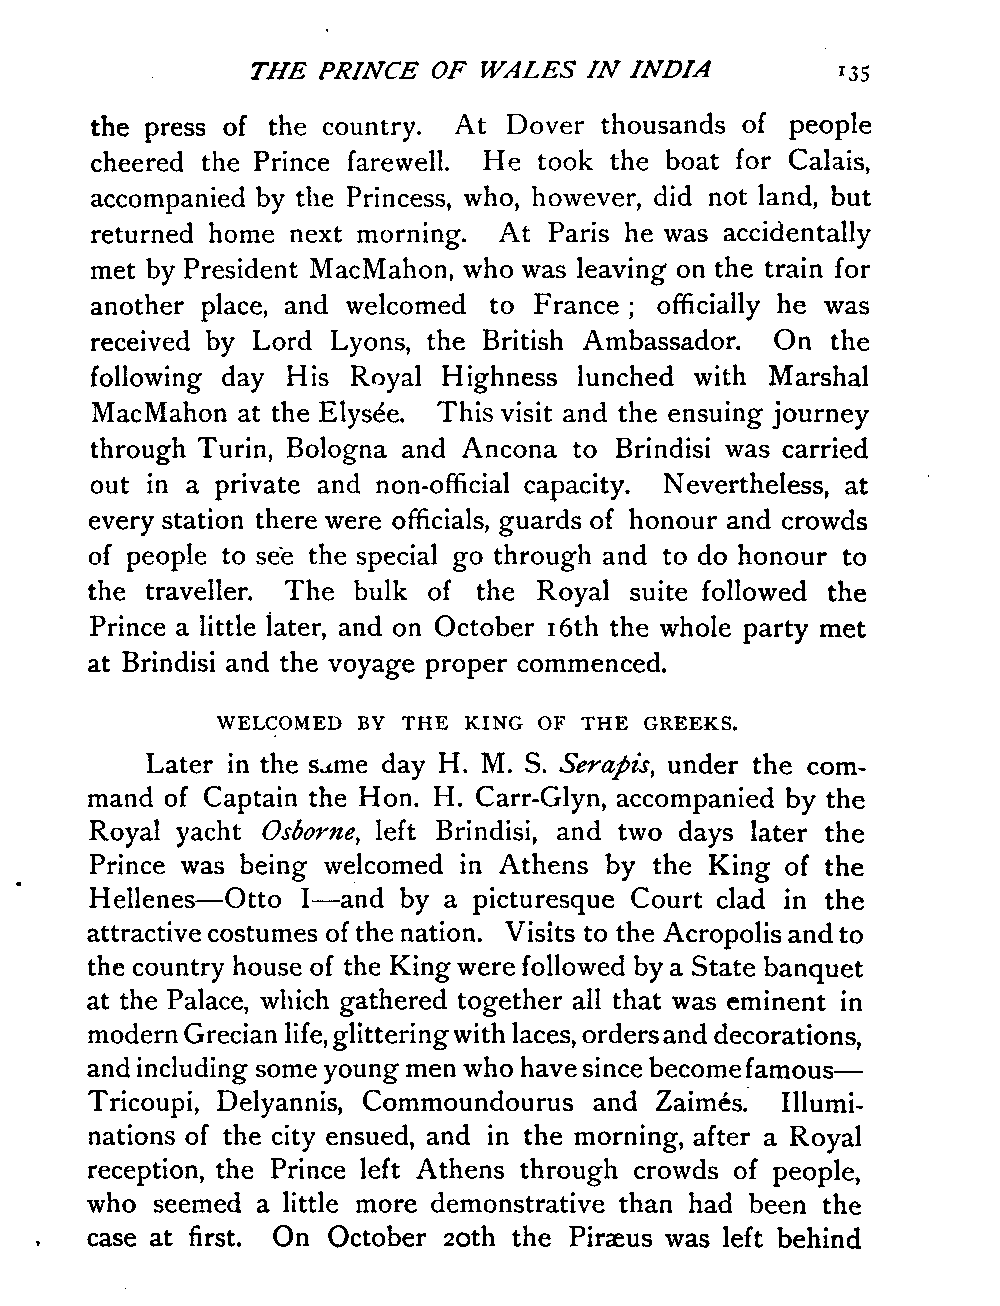 THE PRINCE OF WALES IN INDIA 135
the press of the country. At Dover thousands of people
cheered the Prince farewell. He took the boat for Calais,
accompanied by the Princess, who, however, did not land, but
returned home next morning. At Paris he was accidentally
met by President MacMahon, who was leaving on the train for
another place, and welcomed to France ; officially he was
received by Lord Lyons, the British Ambassador. On the
following day His Royal Highness lunched with Marshal
MacMahon at the Elysée. This visit and the ensuing journey
through Turin, Bologna and Ancona to Brindisi was carried
out in a private and non-official capacity. Nevertheless, at
every station there were officials, guards of honour and crowds
of people to see the special go through and to do honour to
the traveller. The bulk of the Royal suite followed the
Prince a little later, and on October 16th the whole party met
at Brindisi and the voyage proper commenced.
WELCOMED BY THE KING OF THE GREEKS.
Later in the same day H. M. S. Serapis, under the com-
mand of Captain the Hon. H. Carr-Glyn, accompanied by the
Royal yacht Osborne, left Brindisi, and two days later the
Prince was being welcomed in Athens by the King of the
Hellenes—Otto I—and by a picturesque Court clad in the
attractive costumes of the nation. Visits to the Acropolis and to
the country house of the King were followed by a State banquet
at the Palace, which gathered together all that was eminent in
modern Grecian life, glittering with laces, orders and decorations,
and including some young men who have since become famous—
Tricoupi, Delyannis, Commoundourus and Zaimés. Illumi-
nations of the city ensued, and in the morning, after a Royal
reception, the Prince left Athens through crowds of people,
who seemed a little more demonstrative than had been the
case at first. On October 20th the Piræus was left behind